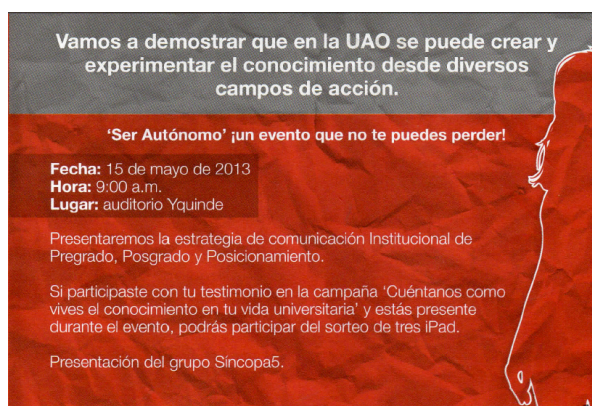 Vamos a demostrar que en la UAO se puede crear y
experimentar el conocimiento desde diversos
campos de acción.
‘Ser Autónomo’ ¡un evento que no te puedes perder!
Fecha: 15 de mayo de 2013
Hora: 9:00 a.m.
Lugar: auditorio Yquinde
Presentaremos la estrategia de comunicación Institucional de
Pregrado, Posgrado y Posicionamiento.
Si participaste con tu testimonio en la campaña ‘Cuéntanos como
vives el conocimiento en tu vida universitaria’ y estás presente
durante el evento, podrás participar del sorteo de tres iPad.
Presentación del grupo Síncopa5.